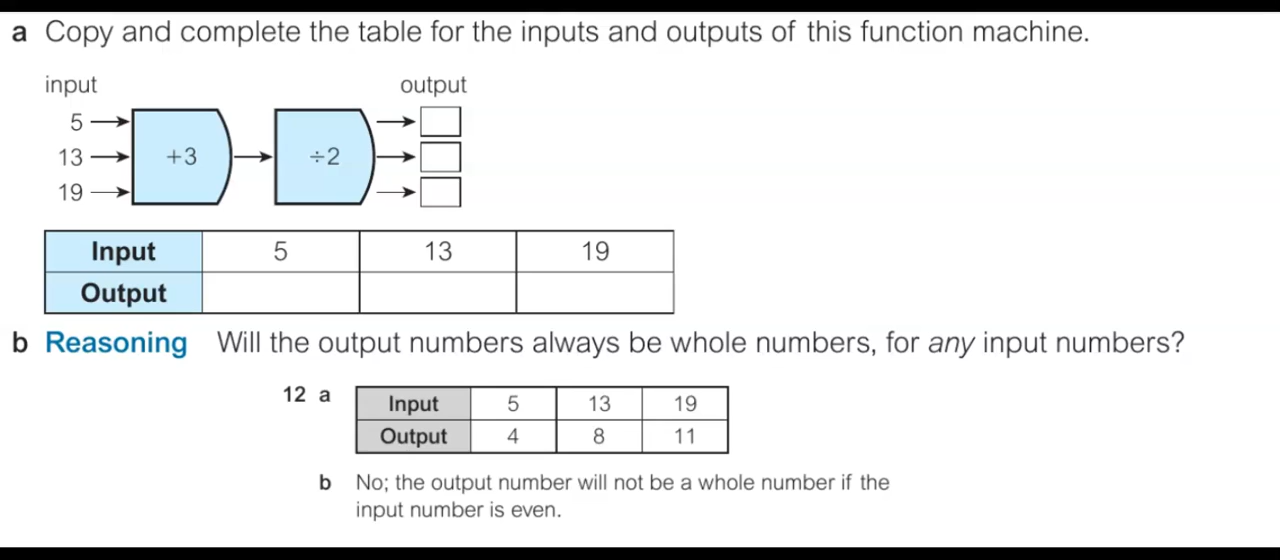 a Copy and complete the table for the inputs and outputs of this function machine.
input output
5
13 +3 ÷2
19
Input 5 13 19
Output
b Reasoning Will the output numbers always be whole numbers, for any input numbers?
12 a Input 5 13 19
Output 4 8 11
b No; the output number will not be a whole number if the
input number is even.